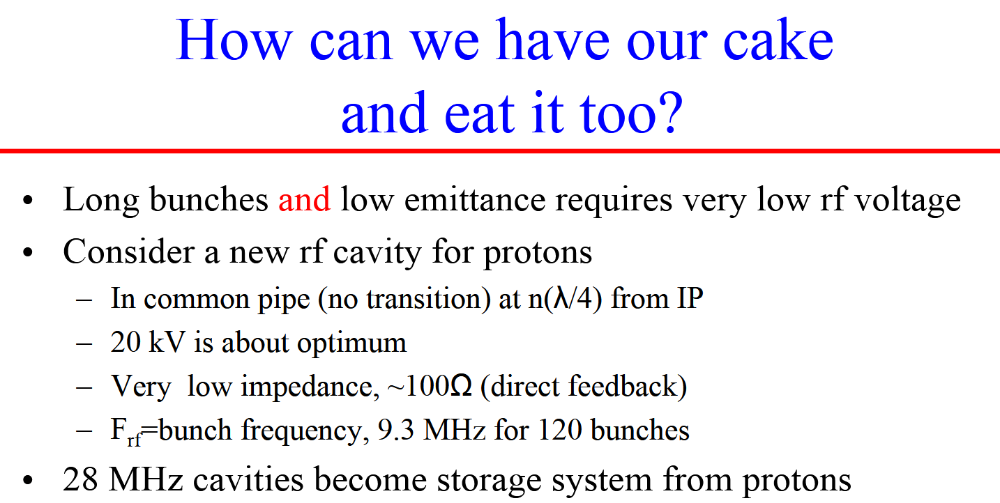 How can we have our cake
and eat it too?
• Long bunches and low emittance requires very low rf voltage
• Consider a new rf cavity for protons
– In common pipe (no transition) at n(λ/4) from IP
– 20 kV is about optimum
– Very low impedance, ~100Ω (direct feedback)
– Frf=bunch frequency, 9.3 MHz for 120 bunches
• 28 MHz cavities become storage system from protons